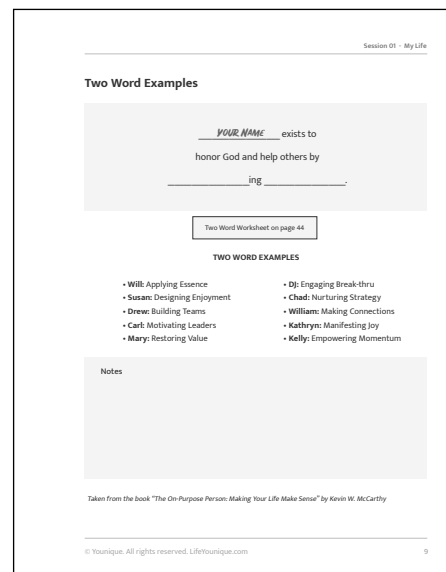 Session 01 - My Life
Two Word Examples
YOUR NAME exists to
honor God and help others by
________________ing ________________.
Two Word Worksheet on page 44
TWO WORD EXAMPLES
• Will: Applying Essence
• Susan: Designing Enjoyment
• Drew: Building Teams
• Carl: Motivating Leaders
• Mary: Restoring Value
• DJ: Engaging Break-thru
• Chad: Nurturing Strategy
• William: Making Connections
• Kathryn: Manifesting Joy
• Kelly: Empowering Momentum
Notes
Taken from the book "The On-Purpose Person: Making Your Life Make Sense" by Kevin W. McCarthy
© Younique. All rights reserved. LifeYounique.com
9